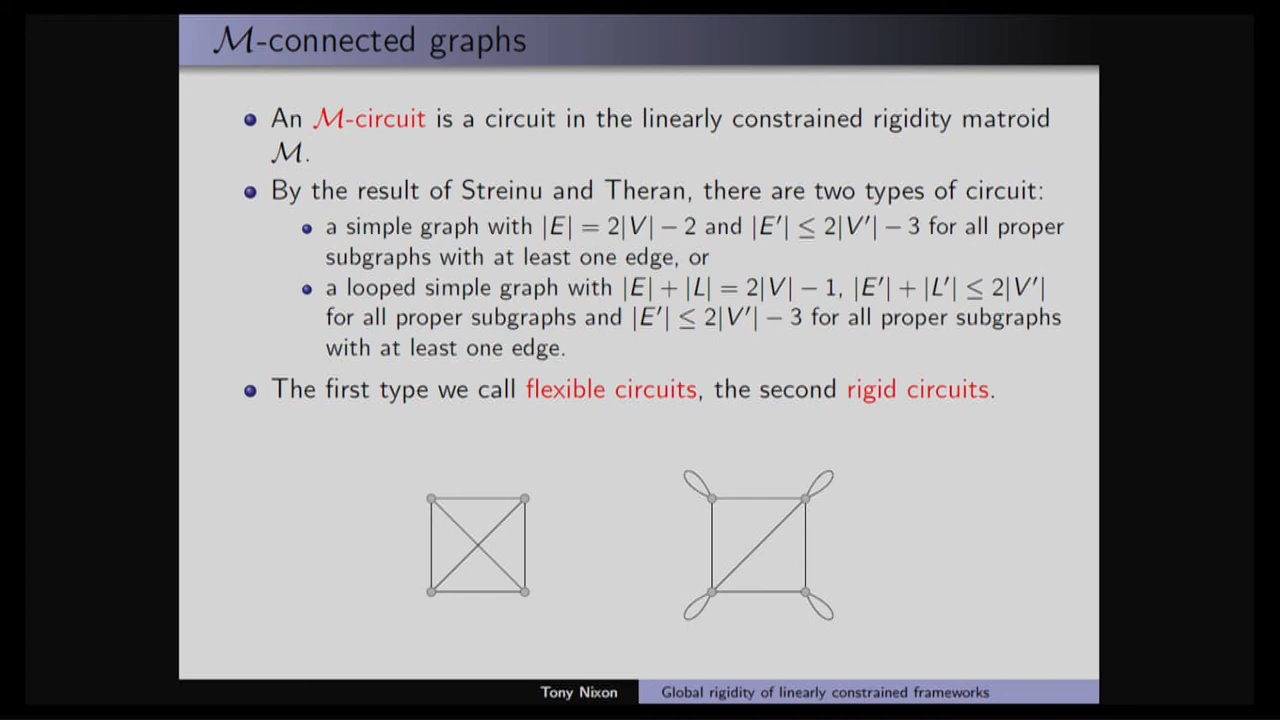 ℳ-connected graphs
An ℳ-circuit is a circuit in the linearly constrained rigidity matroid
ℳ.
By the result of Streinu and Theran, there are two types of circuit:
a simple graph with |E| = 2|V| − 2 and |E′| ≤ 2|V′| − 3 for all proper
subgraphs with at least one edge, or
a looped simple graph with |E| + |L| = 2|V| − 1, |E′| + |L′| ≤ 2|V′|
for all proper subgraphs and |E′| ≤ 2|V′| − 3 for all proper subgraphs
with at least one edge.
The first type we call flexible circuits, the second rigid circuits.
Tony Nixon
Global rigidity of linearly constrained frameworks